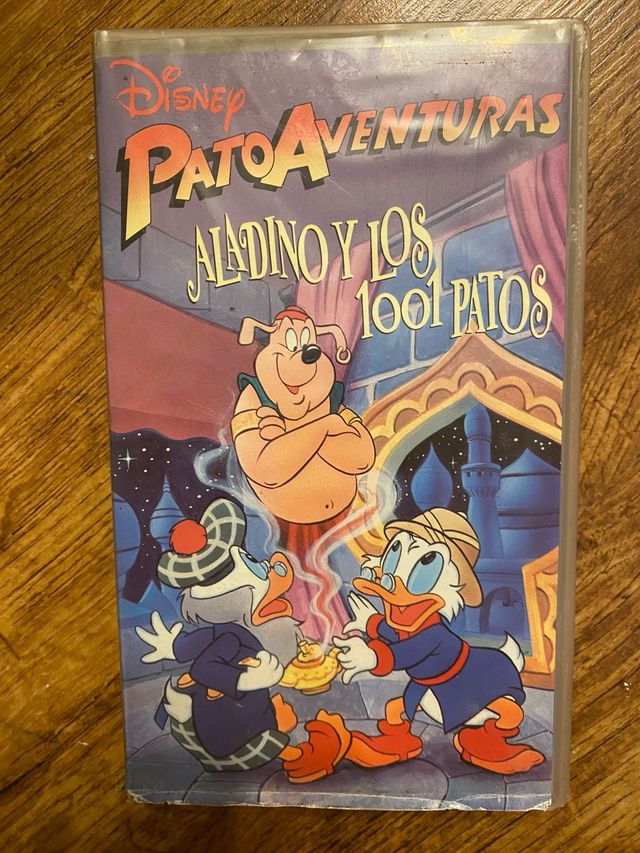 Disney
PATOAVENTURAS
ALADINO Y LOS
1001 PATOS